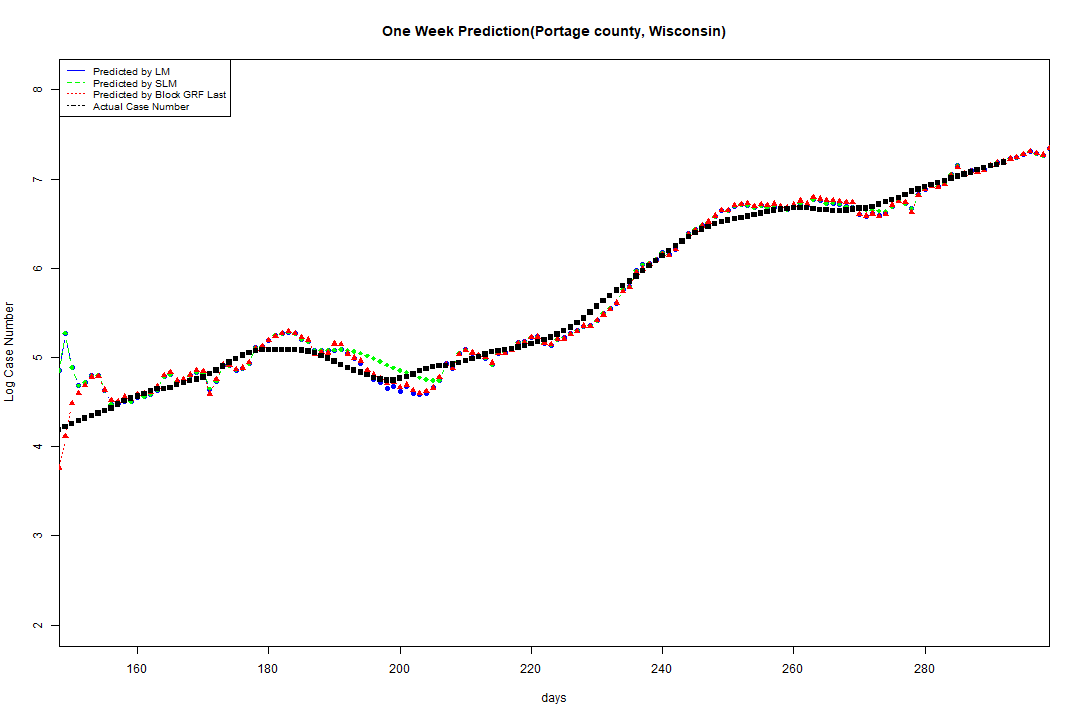 One Week Prediction(Portage county, Wisconsin)
Predicted by LM
Predicted by SLM
Predicted by Block GRF Last
Actual Case Number
8
7
6
5
4
3
2
Log Case Number
160 180 200 220 240 260 280
days